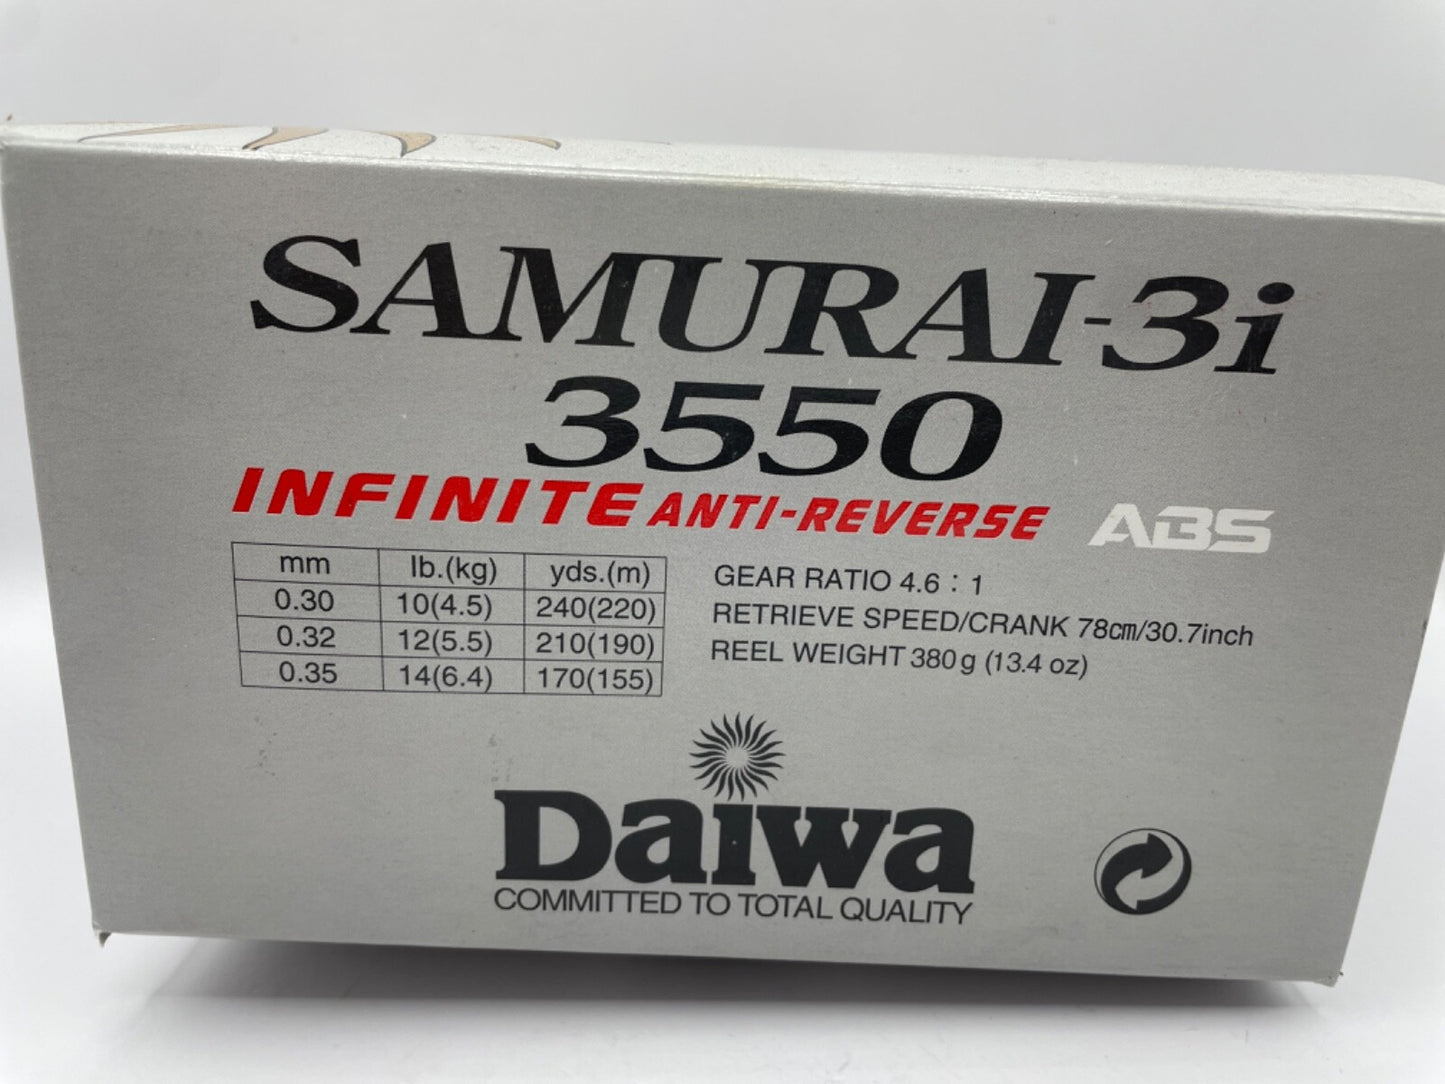 SAMURAI-3i
3550
INFINITE ANTI-REVERSE ABS
mm lb.(kg) yds.(m)
0.30 10(4.5) 240(220)
0.32 12(5.5) 210(190)
0.35 14(6.4) 170(155)
GEAR RATIO 4.6 : 1
RETRIEVE SPEED/CRANK 78cm/30.7inch
REEL WEIGHT 380g (13.4 oz)
Daiwa
COMMITTED TO TOTAL QUALITY